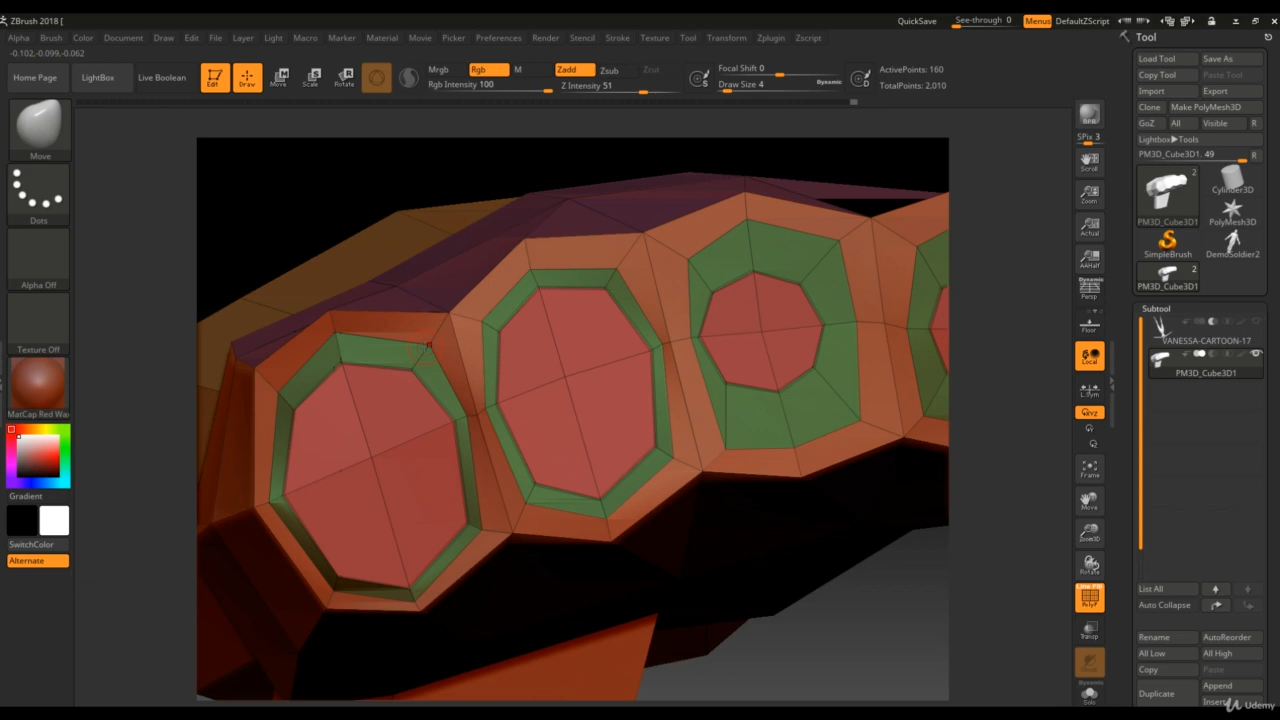 ZBrush 2018 [
QuickSave See-through 0 Menus DefaultZScript
Alpha Brush Color Document Draw Edit File Layer Light Macro Marker Material Movie Picker Preferences Render Stencil Stroke Texture Tool Transform Zplugin Zscript
-0.102,-0.099,-0.062
Home Page LightBox Live Boolean Edit Draw Move Scale Rotate
Mrgb Rgb M Zadd Zsub Zcut
Rgb Intensity 100 Z Intensity 51
Focal Shift 0
Draw Size 4 Dynamic
ActivePoints: 160
TotalPoints: 2,010
Move
Dots
Alpha Off
Texture Off
MatCap Red Wa
Gradient
SwitchColor
Alternate
BPR
SPix 3
Scroll
Zoom
Actual
AAHalf
Dynamic
Persp
Floor
Local
L.Sym
XYZ
Frame
Move
Zoom3D
Rotate
Line Fill
PolyF
Transp
Dynamic
Solo
Tool
Load Tool Save As
Copy Tool Paste Tool
Import Export
Clone Make PolyMesh3D
GoZ All Visible R
Lightbox▶Tools
PM3D_Cube3D1. 49 R
2
PM3D_Cube3D1
Cylinder3D
PolyMesh3D
SimpleBrush DemoSoldier2
2
PM3D_Cube3D1
Subtool
VANESSA-CARTOON-17
PM3D_Cube3D1
List All
Auto Collapse
Rename AutoReorder
All Low All High
Copy Paste
Duplicate Append
Insert
Udemy